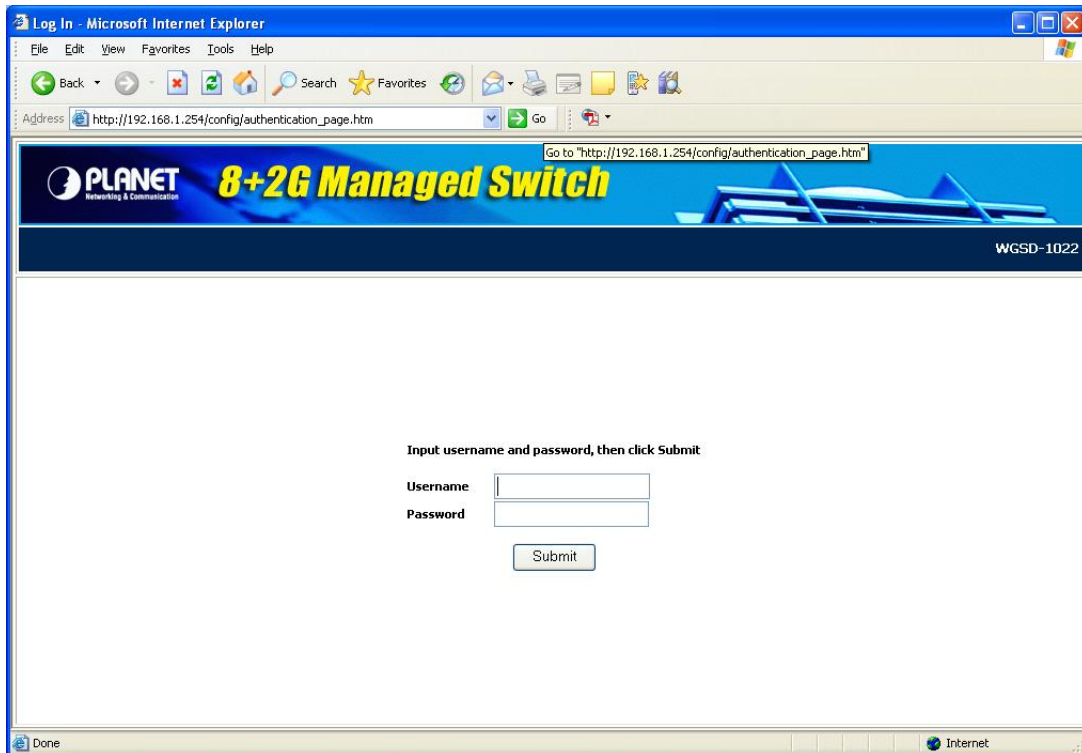 Log In - Microsoft Internet Explorer
File Edit View Favorites Tools Help
Back Search Favorites
Address http://192.168.1.254/config/authentication_page.htm Go
Go to "http://192.168.1.254/config/authentication_page.htm"
PLANET
Networking & Communication
8+2G Managed Switch
WGSD-1022
Input username and password, then click Submit
Username
Password
Submit
Done Internet